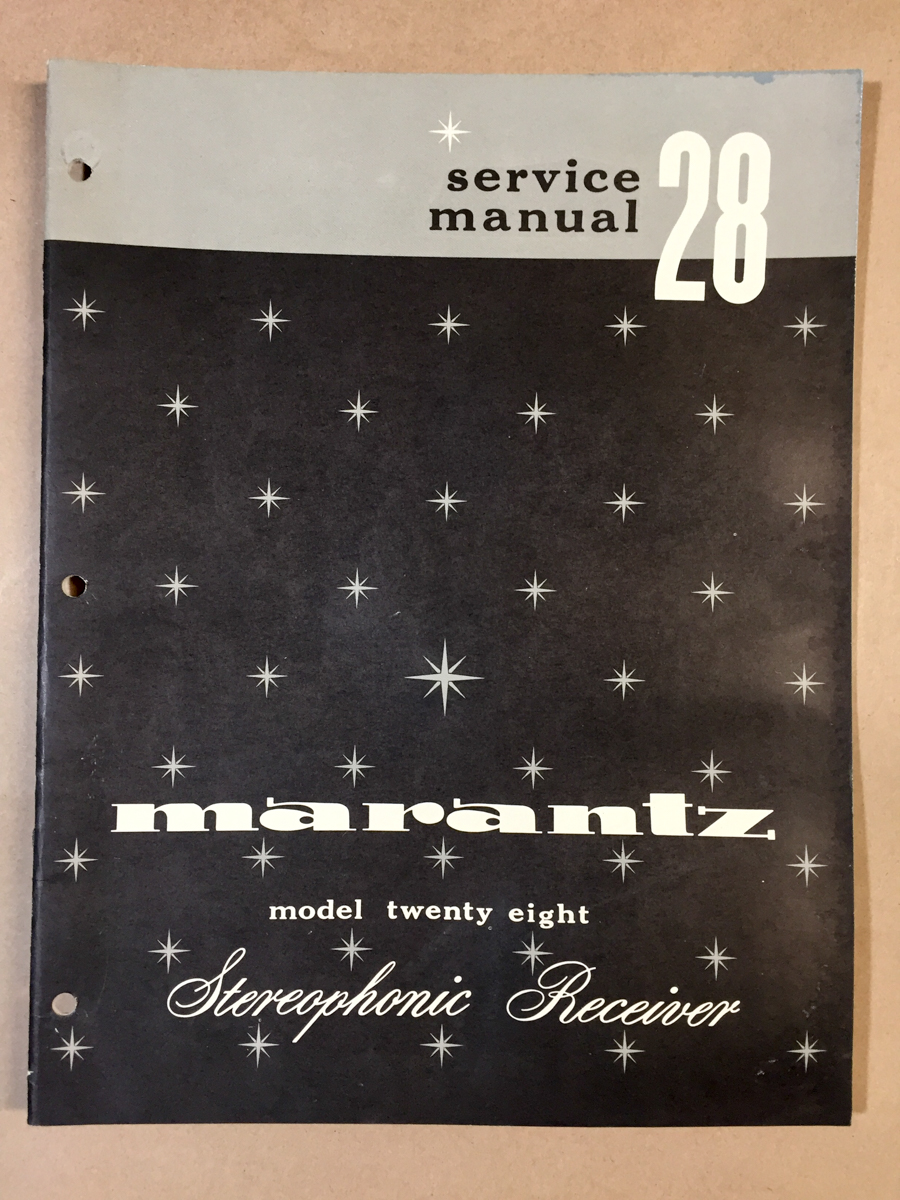 service
manual
28
marantz
model twenty eight
Stereophonic Receiver